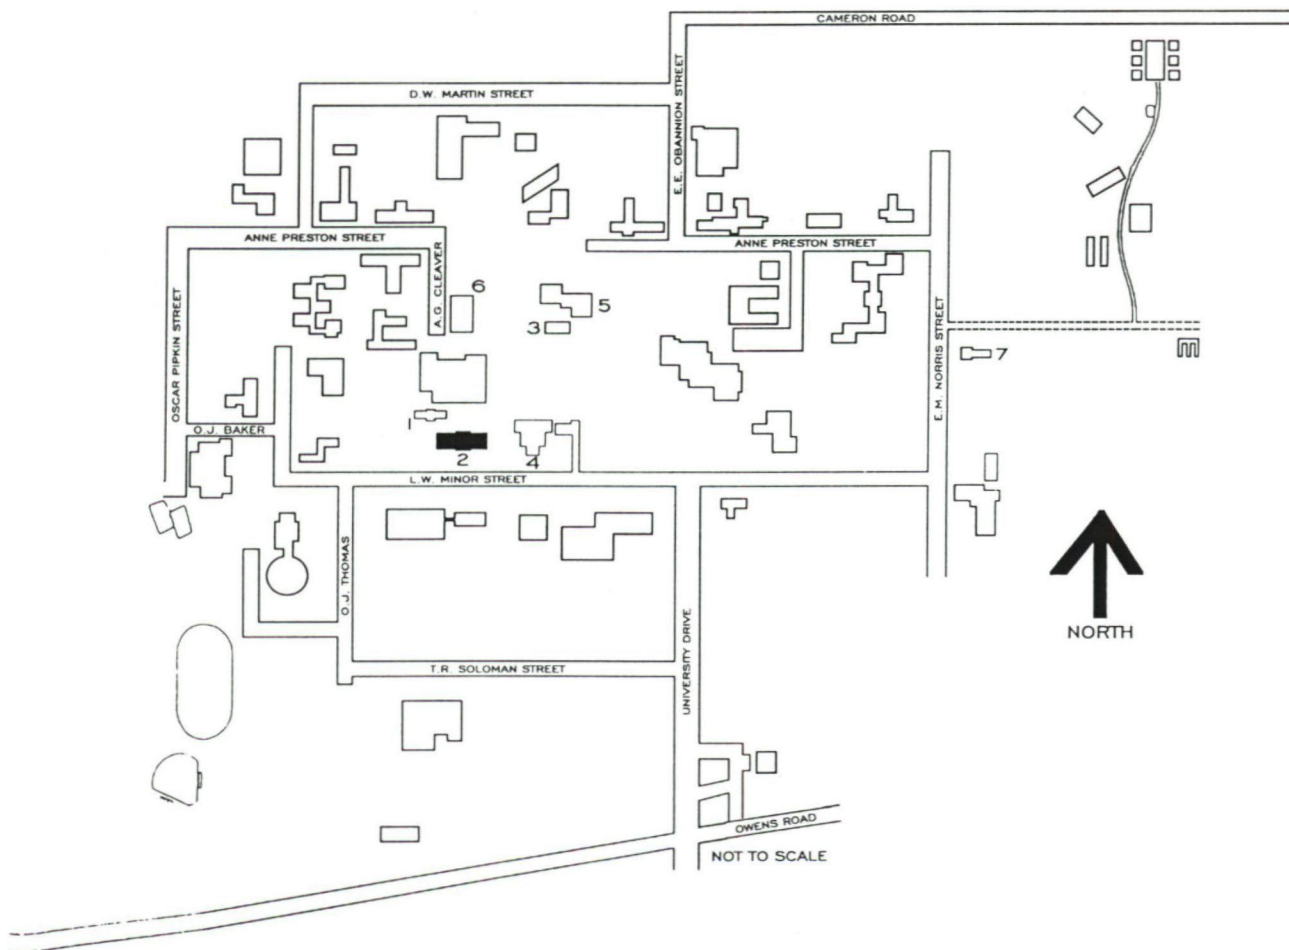 CAMERON ROAD
D.W. MARTIN STREET
E.E. OBANNION STREET
ANNE PRESTON STREET
ANNE PRESTON STREET
A.G. CLEAVER
6
5
3
OSCAR PIPKIN STREET
E.M. NORRIS STREET
7
1
O.J. BAKER
2
4
L.W. MINOR STREET
O.J. THOMAS
NORTH
UNIVERSITY DRIVE
T.R. SOLOMAN STREET
OWENS ROAD
NOT TO SCALE